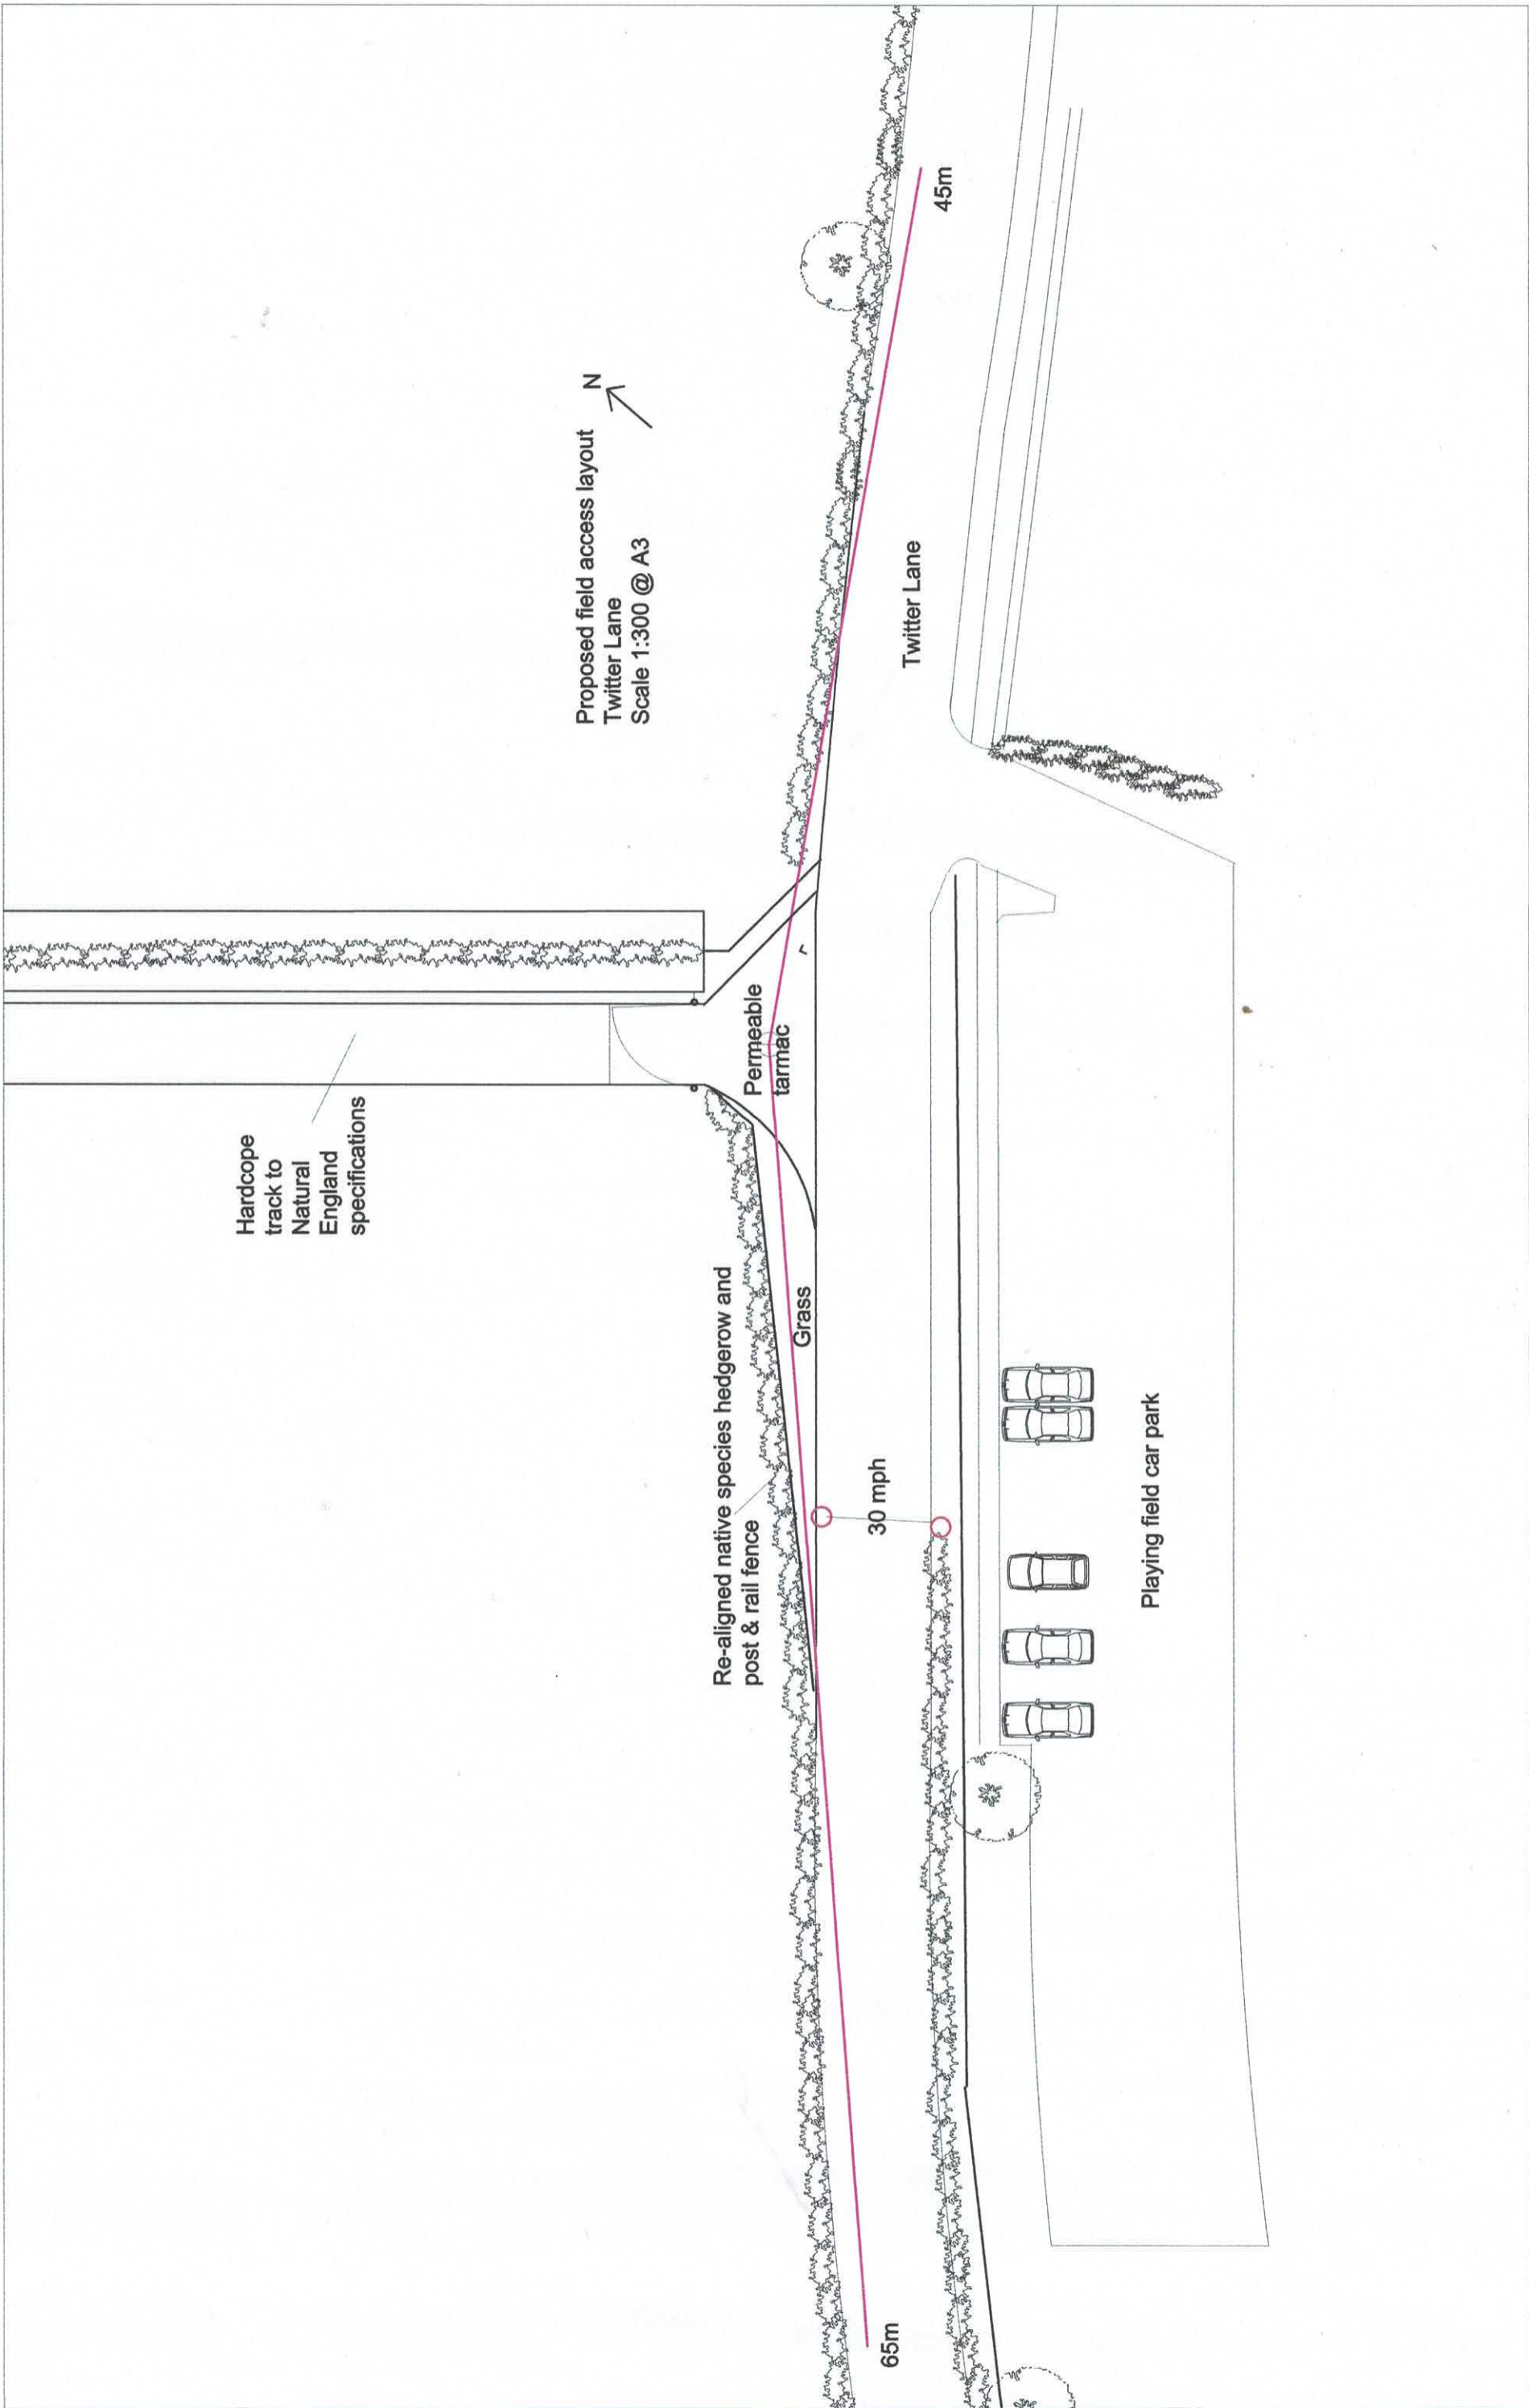 Hardcope
track to
Natural
England
specifications
Proposed field access layout
Twitter Lane
Scale 1:300 @ A3
N
Re-aligned native species hedgerow and
post & rail fence
Permeable
tarmac
Grass
65m
30 mph
Twitter Lane
45m
Playing field car park